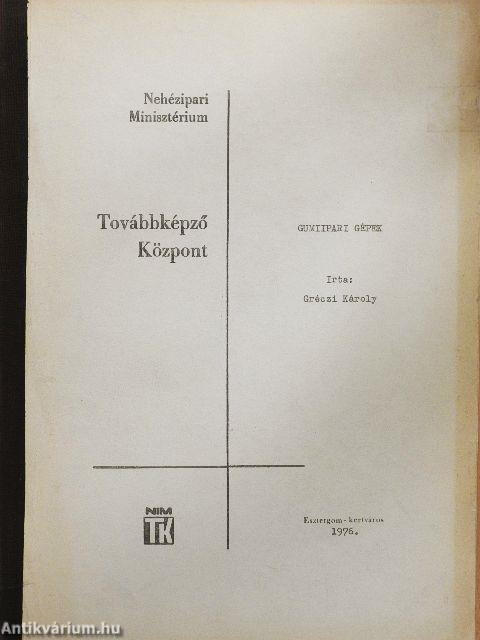 Nehézipari
Minisztérium
Továbbképző
Központ
GUMIIPARI GÉPEK
Irta:
Gréczi Károly
NIM
TK
Esztergom-kertváros
1976.
Antikvárium.hu